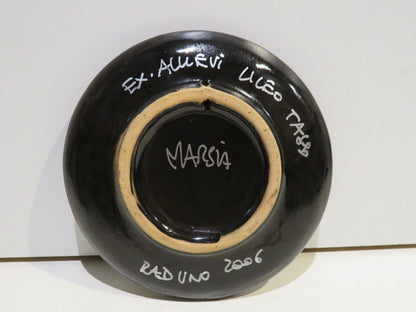 EX. ALLIEVI LICEO TASSO
MARSIA
RADUNO 2006